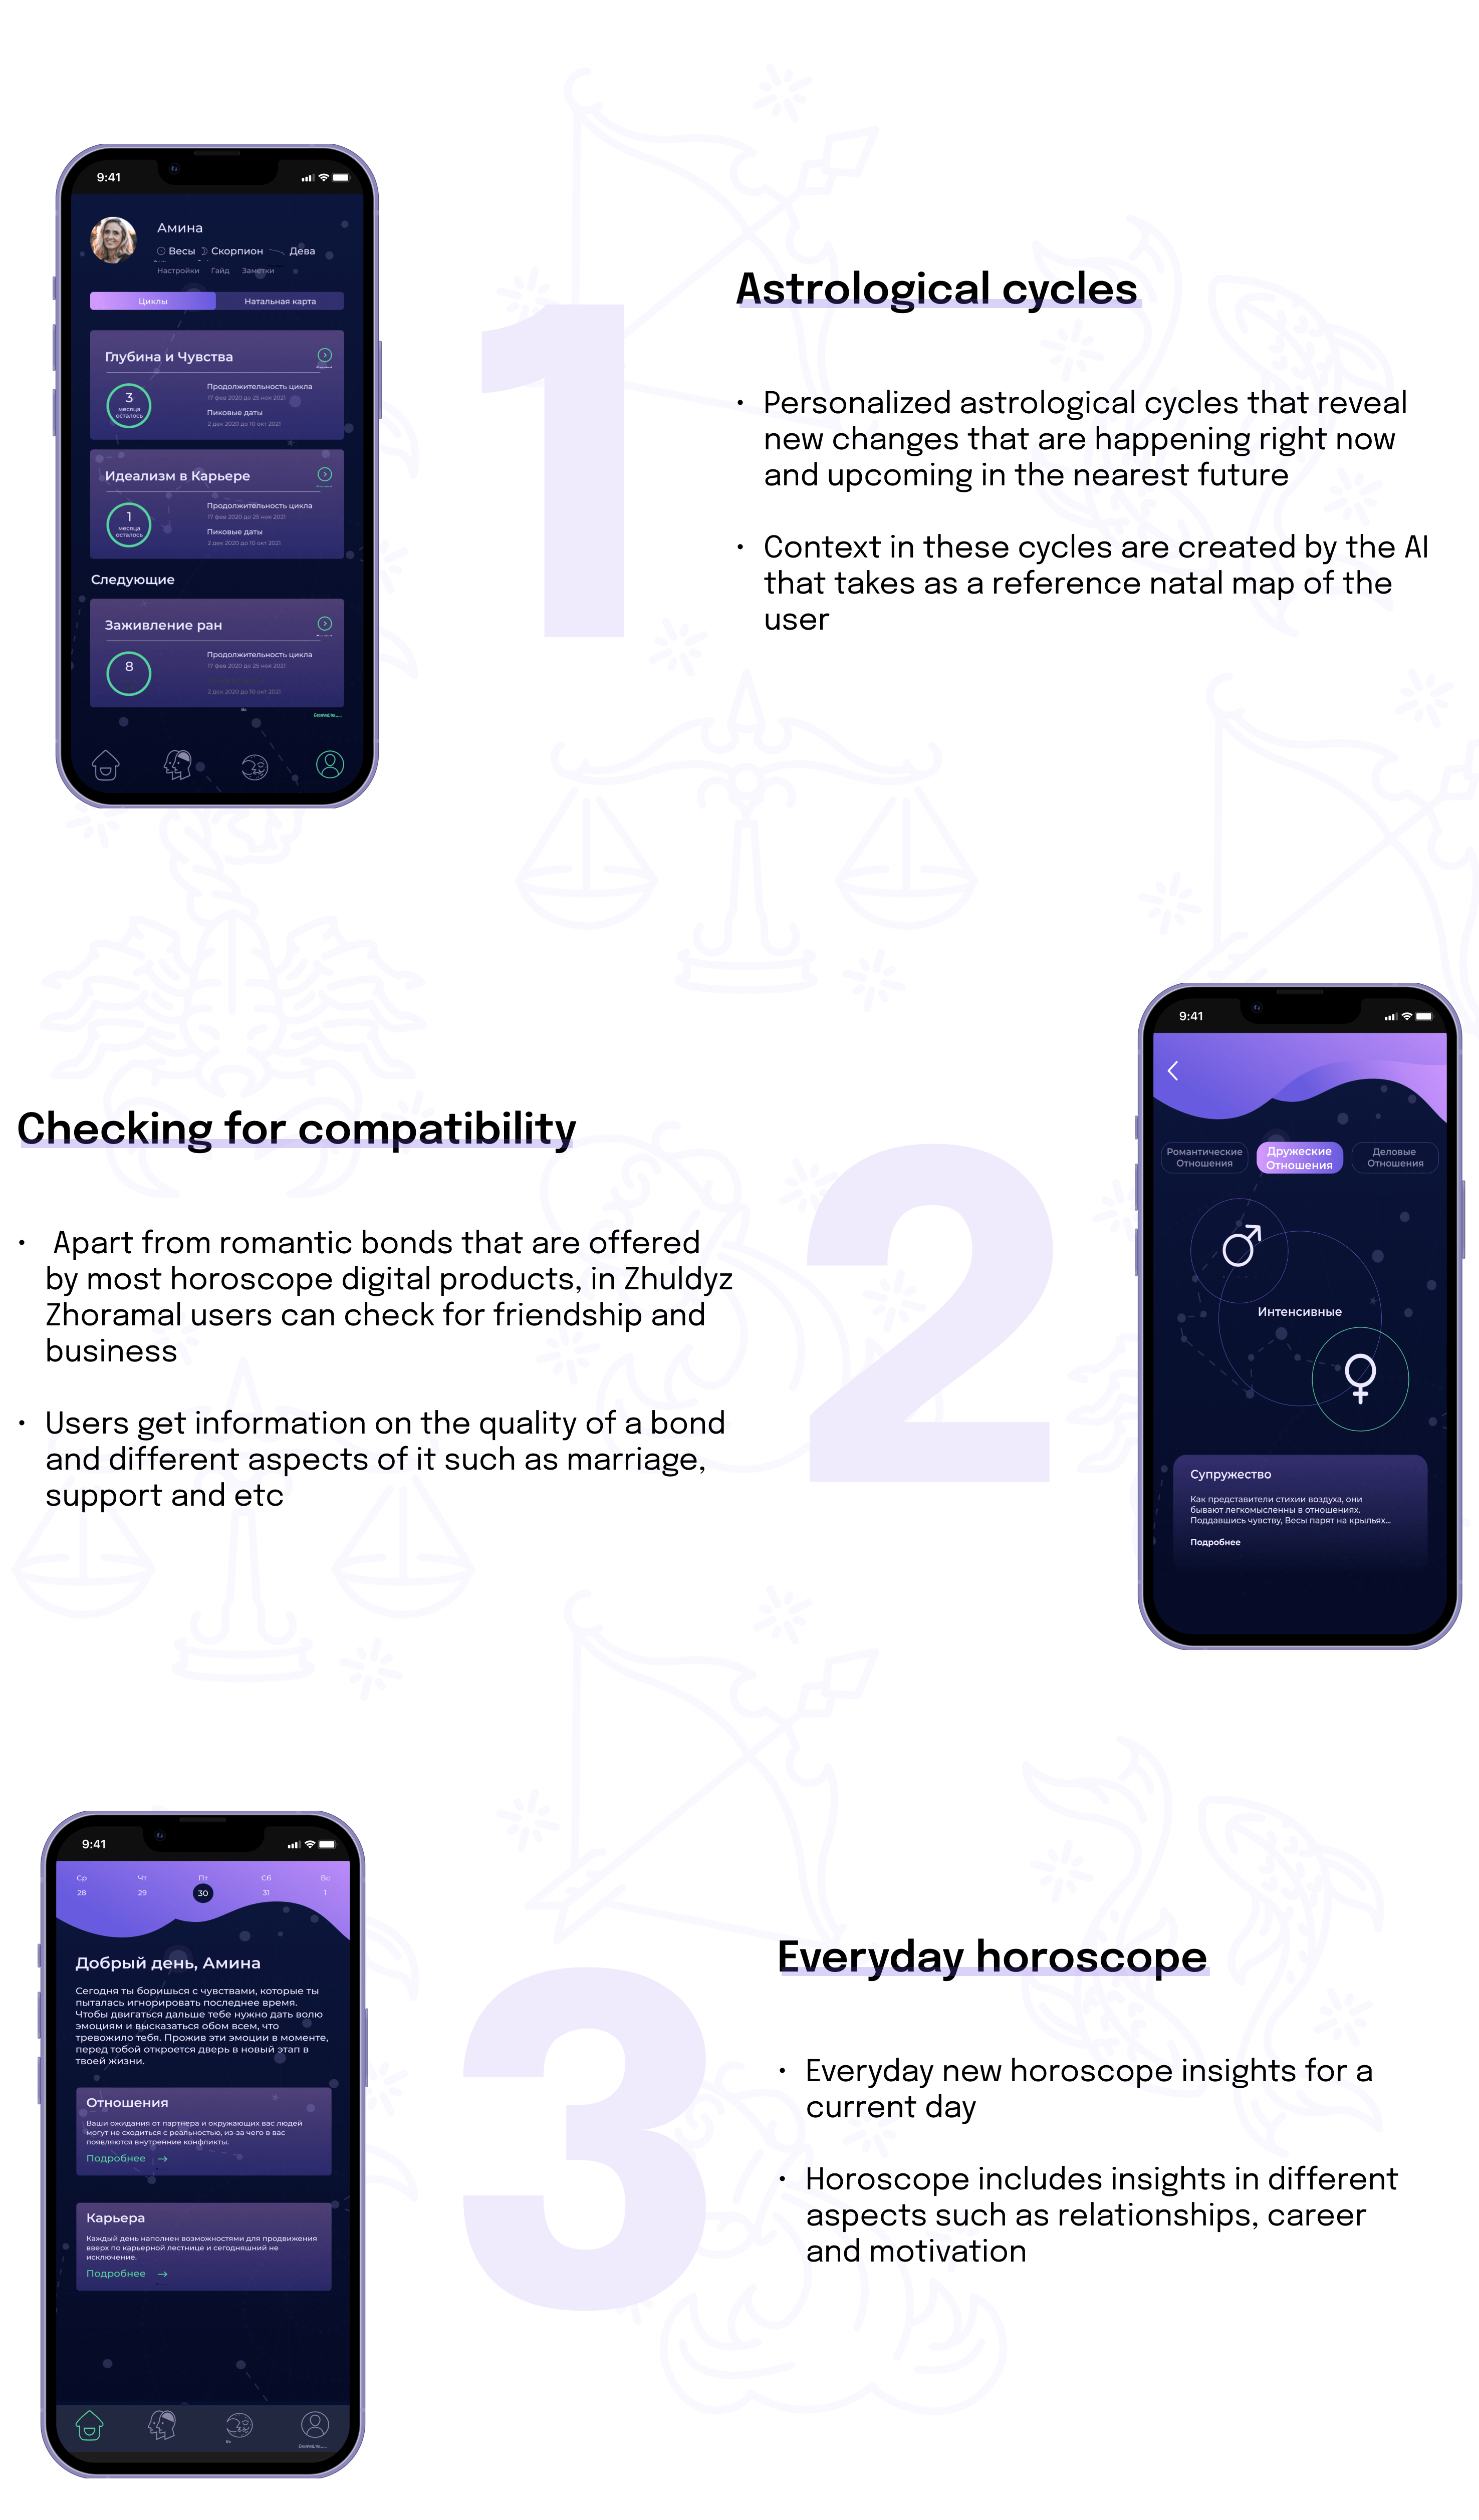 9:41
Амина
Весы Скорпион Дева
Настройки Гайд Заметки
Циклы Натальная карта
Глубина и Чувства
3
месяца
осталось
Продолжительность цикла
17 фев 2020 до 25 ноя 2021
Пиковые даты
2 дек 2020 до 10 окт 2021
Идеализм в Карьере
1
месяца
осталось
Продолжительность цикла
17 фев 2020 до 25 ноя 2021
Пиковые даты
2 дек 2020 до 10 окт 2021
Следующие
Заживление ран
8
Продолжительность цикла
17 фев 2020 до 25 ноя 2021
2 дек 2020 до 10 окт 2021
1
Astrological cycles
• Personalized astrological cycles that reveal
new changes that are happening right now
and upcoming in the nearest future
• Context in these cycles are created by the AI
that takes as a reference natal map of the
user
Checking for compatibility
• Apart from romantic bonds that are offered
by most horoscope digital products, in Zhuldyz
Zhoramal users can check for friendship and
business
• Users get information on the quality of a bond
and different aspects of it such as marriage,
support and etc
2
9:41
Романтические
Отношения
Дружеские
Отношения
Деловые
Отношения
Интенсивные
Супружество
Как представители стихии воздуха, они
бывают легкомысленны в отношениях.
Поддавшись чувству, Весы парят на крыльях...
Подробнее
9:41
Ср Чт Пт Сб Вс
28 29 30 31 1
Добрый день, Амина
Сегодня ты боришься с чувствами, которые ты
пыталась игнорировать последнее время.
Чтобы двигаться дальше тебе нужно дать волю
эмоциям и высказаться обом всем, что
тревожило тебя. Прожив эти эмоции в моменте,
перед тобой откроется дверь в новый этап в
твоей жизни.
Отношения
Ваши ожидания от партнера и окружающих вас людей
могут не сходиться с реальностью, из-за чего в вас
появляются внутренние конфликты.
Подробнее →
Карьера
Каждый день наполнен возможностями для продвижения
вверх по карьерной лестнице и сегодняшний не
исключение.
Подробнее →
3
Everyday horoscope
• Everyday new horoscope insights for a
current day
• Horoscope includes insights in different
aspects such as relationships, career
and motivation